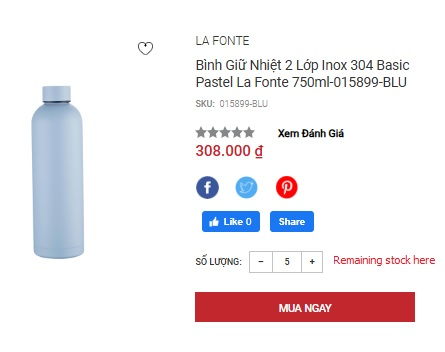 LA FONTE
Bình Giữ Nhiệt 2 Lớp Inox 304 Basic
Pastel La Fonte 750ml-015899-BLU
SKU: 015899-BLU
Xem Đánh Giá
308.000 ₫
Like 0 Share
SỐ LƯỢNG: − 5 + Remaining stock here
MUA NGAY